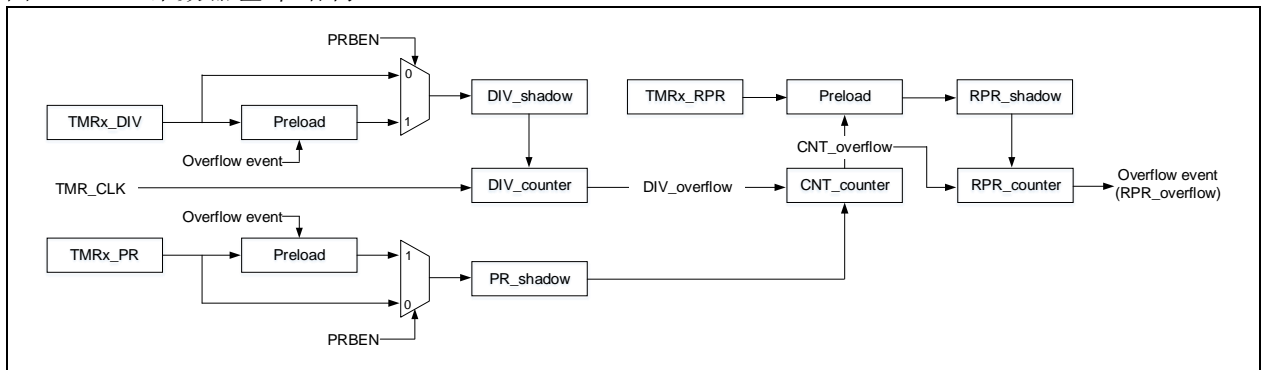 PRBEN
0
DIV_shadow
TMRx_RPR
Preload
RPR_shadow
TMRx_DIV
Preload
1
Overflow event
CNT_overflow
TMR_CLK
DIV_counter
DIV_overflow
CNT_counter
RPR_counter
Overflow event
(RPR_overflow)
Overflow event
TMRx_PR
Preload
1
PR_shadow
0
PRBEN